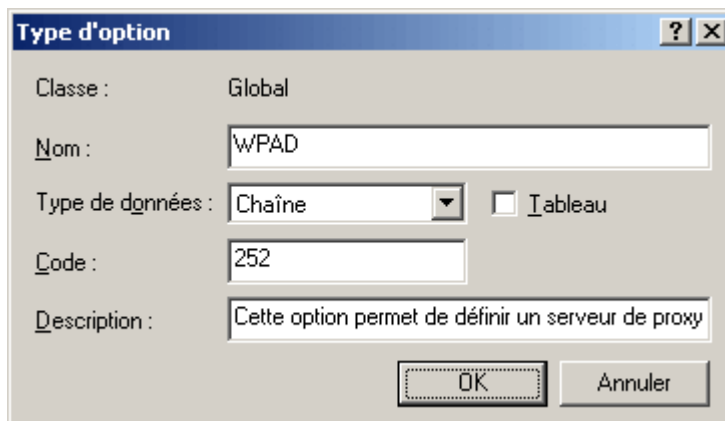 Type d'option
Classe : Global
Nom : WPAD
Type de données : Chaîne Tableau
Code : 252
Description : Cette option permet de définir un serveur de proxy
OK Annuler